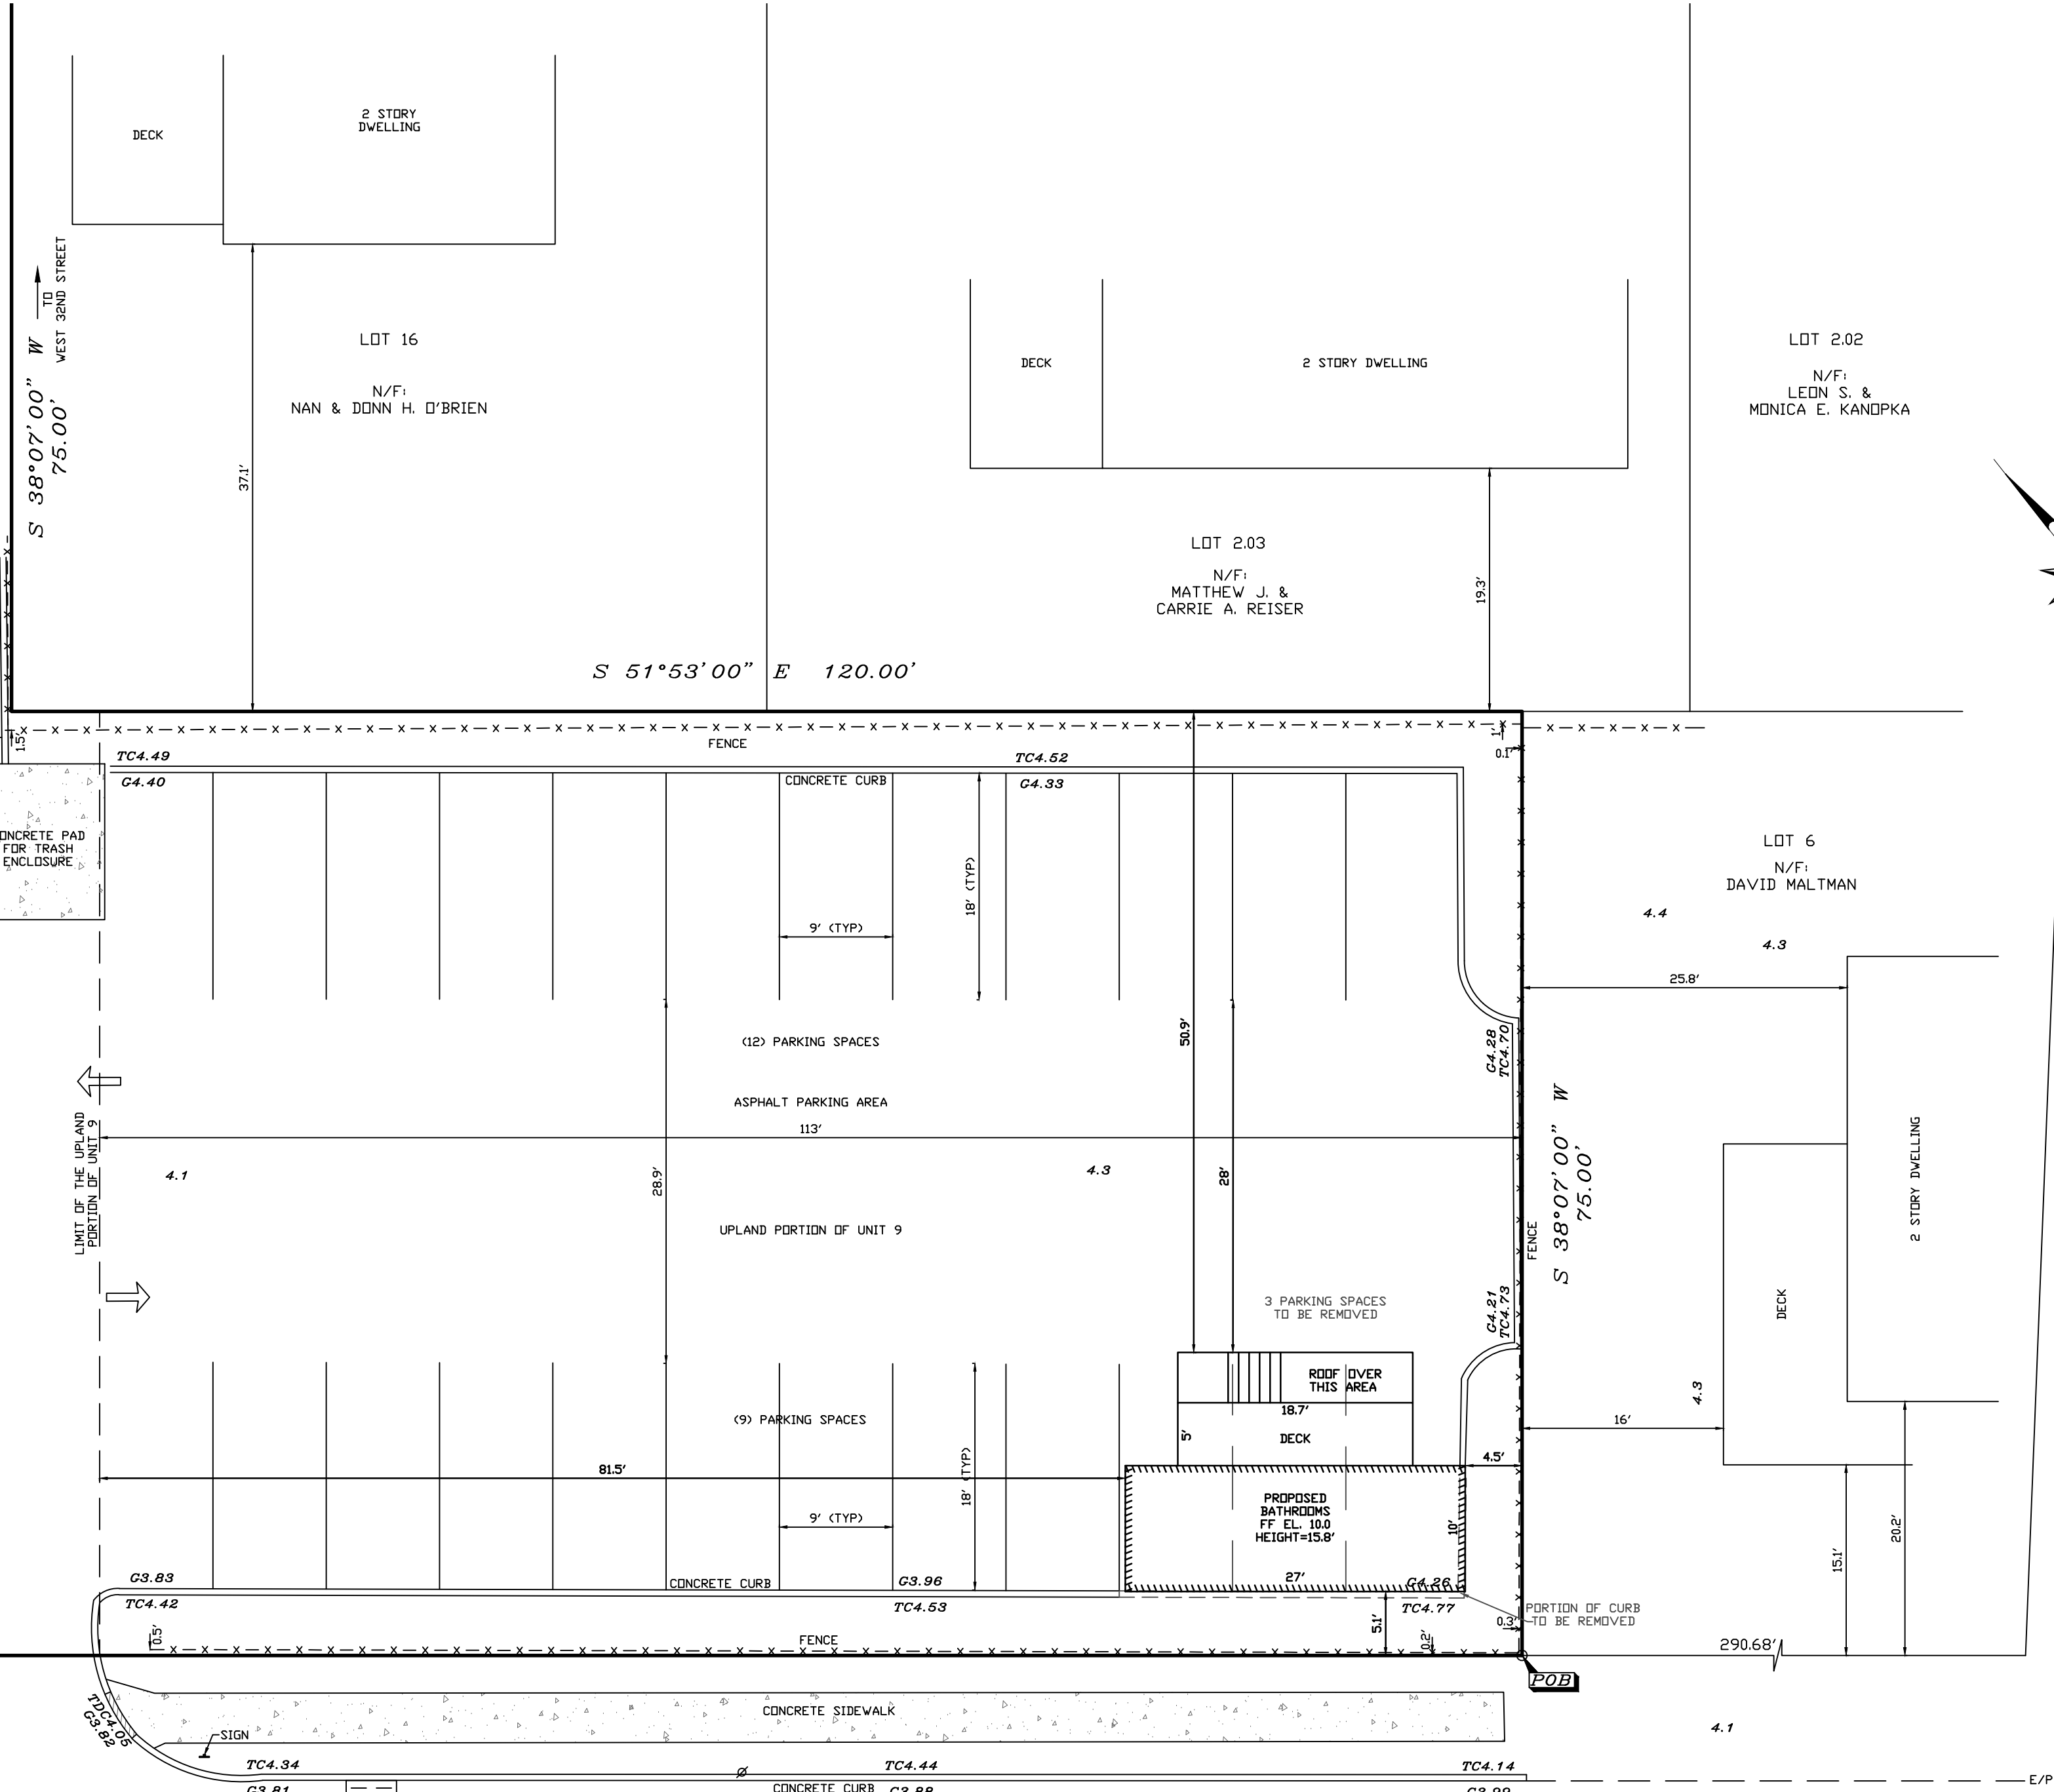 2 STORY
DWELLING
DECK
TO
WEST 32ND STREET
S 38°07'00" W
75.00'
LOT 16
N/F:
NAN & DONN H. O'BRIEN
37.1'
DECK
2 STORY DWELLING
LOT 2.02
N/F:
LEON S. &
MONICA E. KANOPKA
LOT 2.03
N/F:
MATTHEW J. &
CARRIE A. REISER
19.3'
S 51°53'00" E 120.00'
1.5'
FENCE
1'
0.1'
TC4.49
G4.40
TC4.52
G4.33
CONCRETE CURB
ONCRETE PAD
FOR TRASH
ENCLOSURE
18' (TYP)
9' (TYP)
LOT 6
N/F:
DAVID MALTMAN
4.4
4.3
25.8'
50.9'
(12) PARKING SPACES
G4.28
TC4.70
ASPHALT PARKING AREA
113'
LIMIT OF THE UPLAND
PORTION OF UNIT 9
4.1
4.3
28.9'
28'
UPLAND PORTION OF UNIT 9
FENCE
S 38°07'00" W
75.00'
2 STORY DWELLING
DECK
3 PARKING SPACES
TO BE REMOVED
G4.21
TC4.73
ROOF OVER
THIS AREA
18.7'
5'
DECK
(9) PARKING SPACES
4.3
16'
81.5'
18' (TYP)
4.5'
9' (TYP)
PROPOSED
BATHROOMS
FF EL. 10.0
HEIGHT=15.8'
10'
27'
15.1'
20.2'
G3.83
TC4.42
CONCRETE CURB
G3.96
TC4.53
G4.26
TC4.77
PORTION OF CURB
TO BE REMOVED
0.3'
5.1'
0.2'
0.5'
FENCE
290.68'
POB
TDC4.05
G3.82
CONCRETE SIDEWALK
SIGN
4.1
TC4.34
G3.81
TC4.44
CONCRETE CURB
G3.88
TC4.14
G3.99
E/P